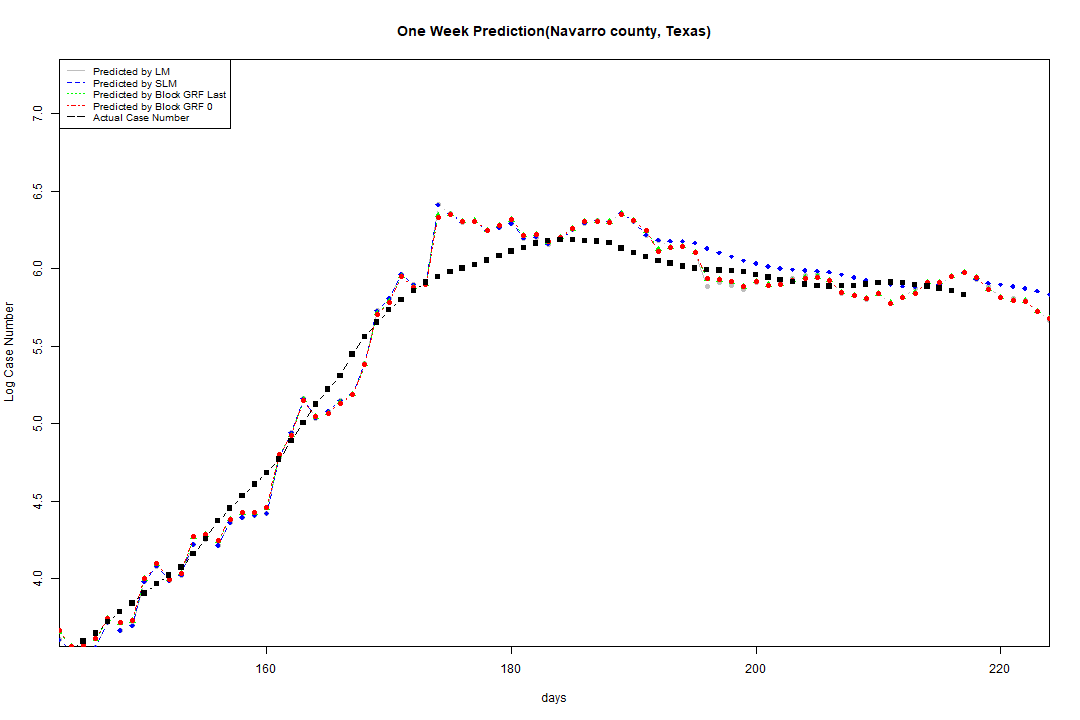 One Week Prediction(Navarro county, Texas)
Predicted by LM
Predicted by SLM
Predicted by Block GRF Last
Predicted by Block GRF 0
Actual Case Number
7.0
6.5
6.0
5.5
5.0
4.5
4.0
Log Case Number
160 180 200 220
days